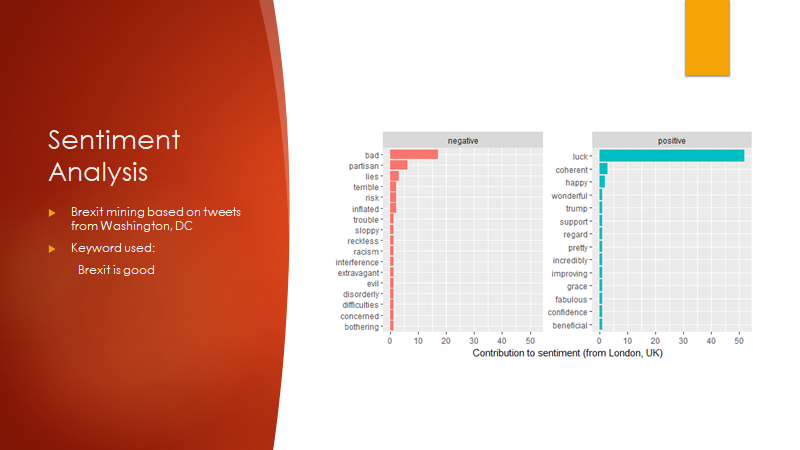 Sentiment
Analysis
Brexit mining based on tweets
from Washington, DC
Keyword used:
Brexit is good
negative
bad
partisan
lies
terrible
risk
inflated
trouble
sloppy
reckless
racism
interference
extravagant
evil
disorderly
difficulties
concerned
bothering
0 10 20 30 40 50
positive
luck
coherent
happy
wonderful
trump
support
regard
pretty
incredibly
improving
grace
fabulous
confidence
beneficial
0 10 20 30 40 50
Contribution to sentiment (from London, UK)